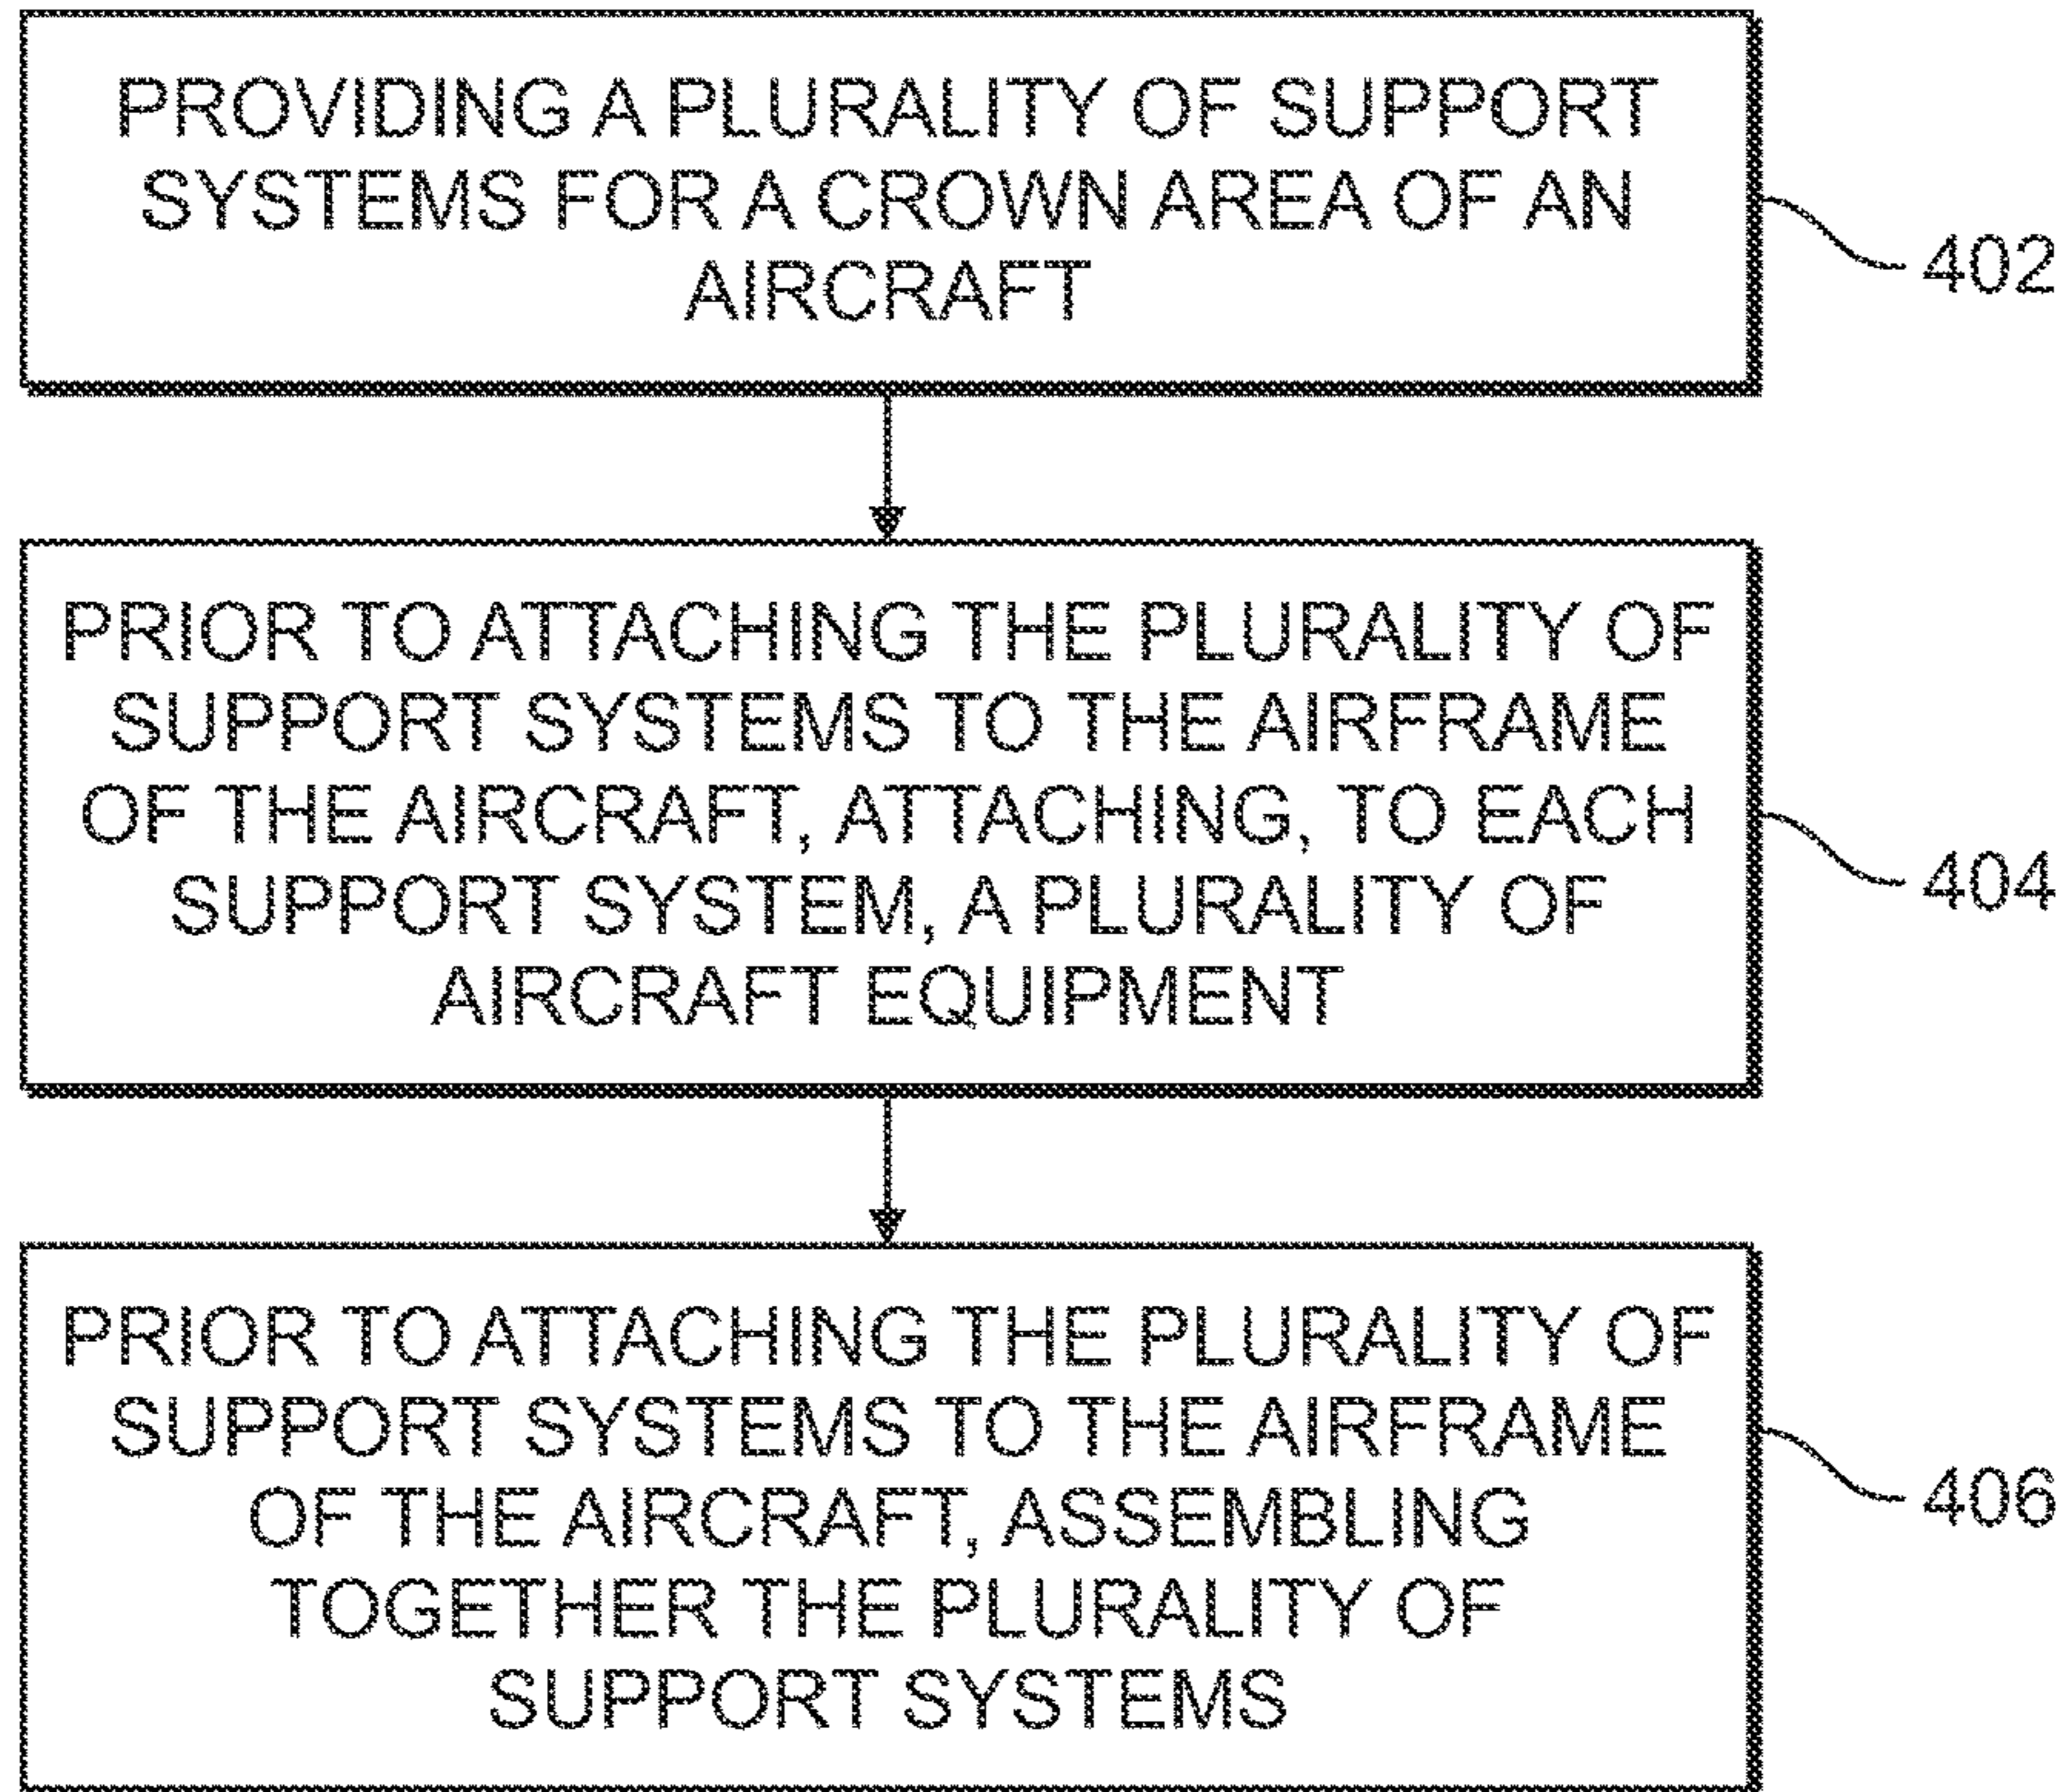 PROVIDING A PLURALITY OF SUPPORT
SYSTEMS FOR A CROWN AREA OF AN
AIRCRAFT
402
PRIOR TO ATTACHING THE PLURALITY OF
SUPPORT SYSTEMS TO THE AIRFRAME
OF THE AIRCRAFT, ATTACHING, TO EACH
SUPPORT SYSTEM, A PLURALITY OF
AIRCRAFT EQUIPMENT
404
PRIOR TO ATTACHING THE PLURALITY OF
SUPPORT SYSTEMS TO THE AIRFRAME
OF THE AIRCRAFT, ASSEMBLING
TOGETHER THE PLURALITY OF
SUPPORT SYSTEMS
406